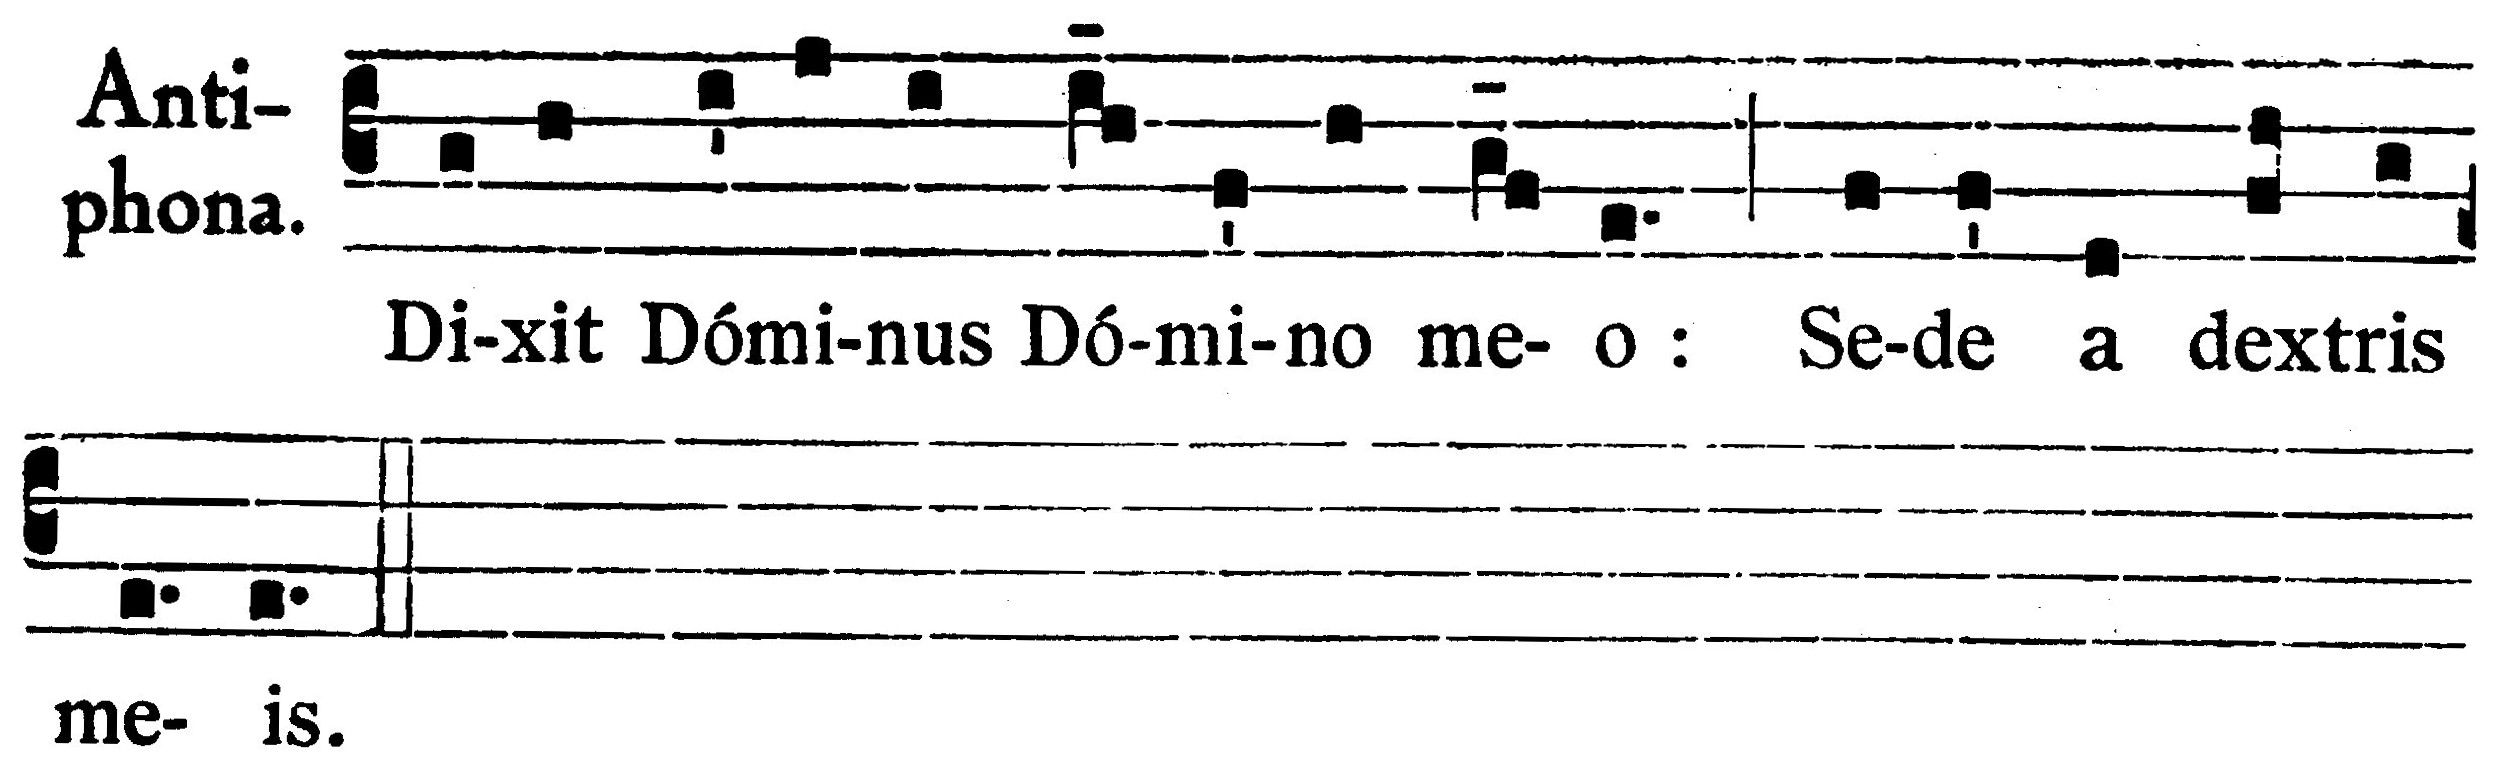 Anti-
phona.
Di-xit Dómi-nus Dó-mi-no me- o : Se-de a dextris
me- is.